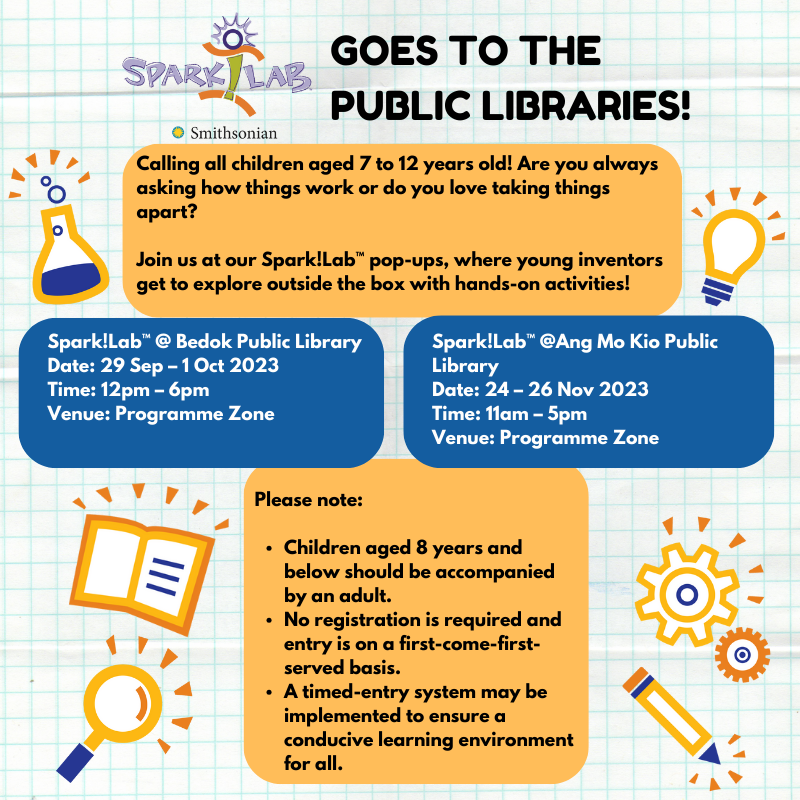 SPARK!LAB
Smithsonian
GOES TO THE
PUBLIC LIBRARIES!
Calling all children aged 7 to 12 years old! Are you always
asking how things work or do you love taking things
apart?
Join us at our Spark!Lab™ pop-ups, where young inventors
get to explore outside the box with hands-on activities!
Spark!Lab™ @ Bedok Public Library
Date: 29 Sep – 1 Oct 2023
Time: 12pm – 6pm
Venue: Programme Zone
Spark!Lab™ @Ang Mo Kio Public
Library
Date: 24 – 26 Nov 2023
Time: 11am – 5pm
Venue: Programme Zone
Please note:
• Children aged 8 years and
below should be accompanied
by an adult.
• No registration is required and
entry is on a first-come-first-
served basis.
• A timed-entry system may be
implemented to ensure a
conducive learning environment
for all.